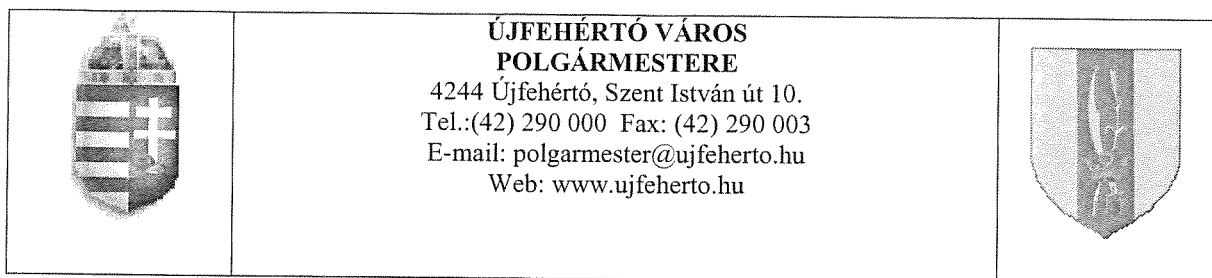 ÚJFEHÉRTÓ VÁROS
POLGÁRMESTERE
4244 Újfehértó, Szent István út 10.
Tel.:(42) 290 000 Fax: (42) 290 003
E-mail: polgarmester@ujfeherto.hu
Web: www.ujfeherto.hu